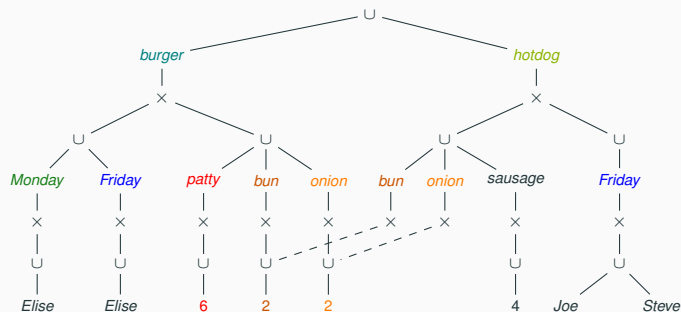 ∪
burger hotdog
× ×
∪ ∪ ∪ ∪
Monday Friday patty bun onion bun onion sausage Friday
× × × × × × × × ×
∪ ∪ ∪ ∪ ∪ ∪ ∪
Elise Elise 6 2 2 4 Joe Steve